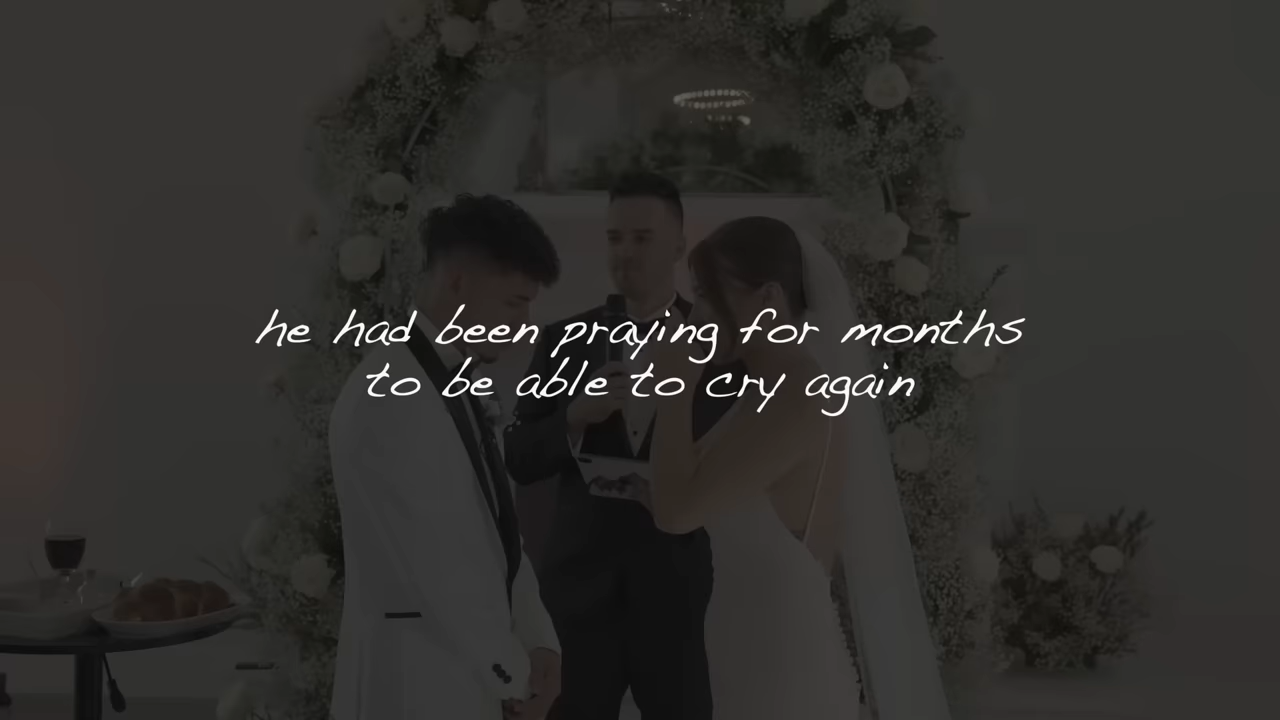 he had been praying for months
to be able to cry again